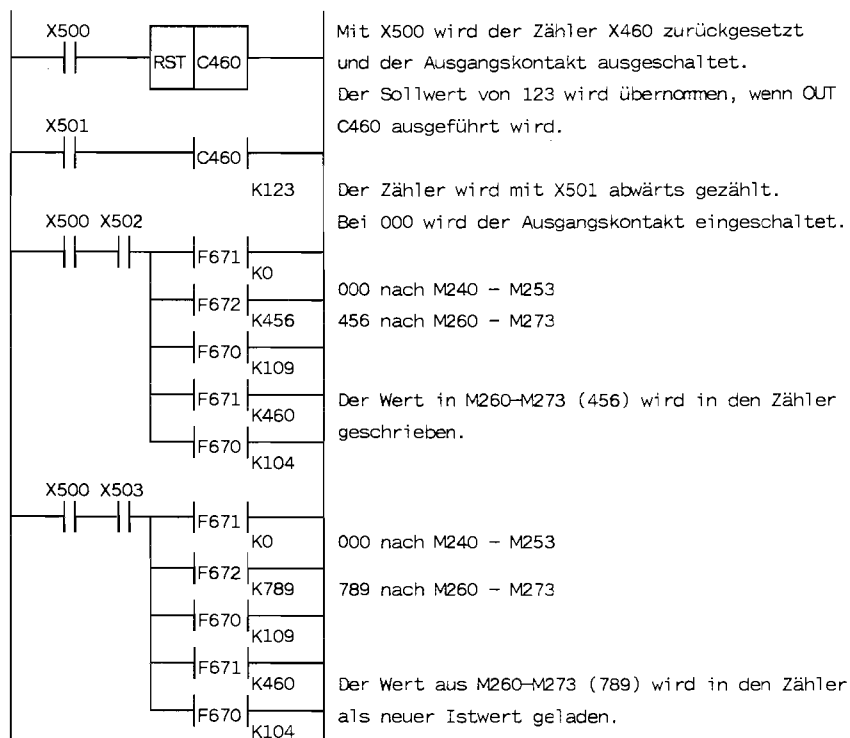 X500
RST C460
Mit X500 wird der Zähler X460 zurückgesetzt
und der Ausgangskontakt ausgeschaltet.
Der Sollwert von 123 wird übernommen, wenn OUT
C460 ausgeführt wird.
X501
C460
K123
Der Zähler wird mit X501 abwärts gezählt.
Bei 000 wird der Ausgangskontakt eingeschaltet.
X500 X502
F671
K0
000 nach M240 - M253
F672
K456
456 nach M260 - M273
F670
K109
F671
K460
Der Wert in M260-M273 (456) wird in den Zähler
geschrieben.
F670
K104
X500 X503
F671
K0
000 nach M240 - M253
F672
K789
789 nach M260 - M273
F670
K109
F671
K460
Der Wert aus M260-M273 (789) wird in den Zähler
als neuer Istwert geladen.
F670
K104